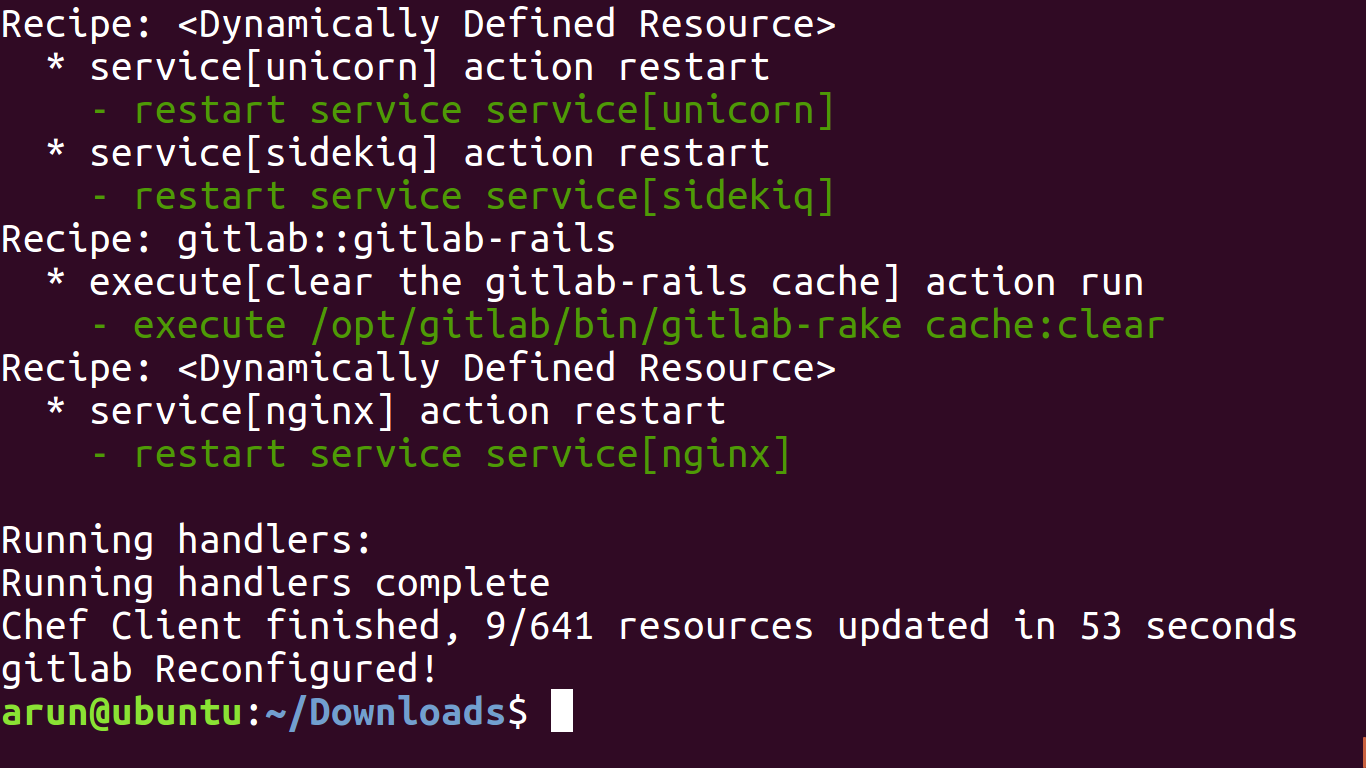 Recipe: <Dynamically Defined Resource>
  * service[unicorn] action restart
    - restart service service[unicorn]
  * service[sidekiq] action restart
    - restart service service[sidekiq]
Recipe: gitlab::gitlab-rails
  * execute[clear the gitlab-rails cache] action run
    - execute /opt/gitlab/bin/gitlab-rake cache:clear
Recipe: <Dynamically Defined Resource>
  * service[nginx] action restart
    - restart service service[nginx]

Running handlers:
Running handlers complete
Chef Client finished, 9/641 resources updated in 53 seconds
gitlab Reconfigured!
arun@ubuntu:~/Downloads$